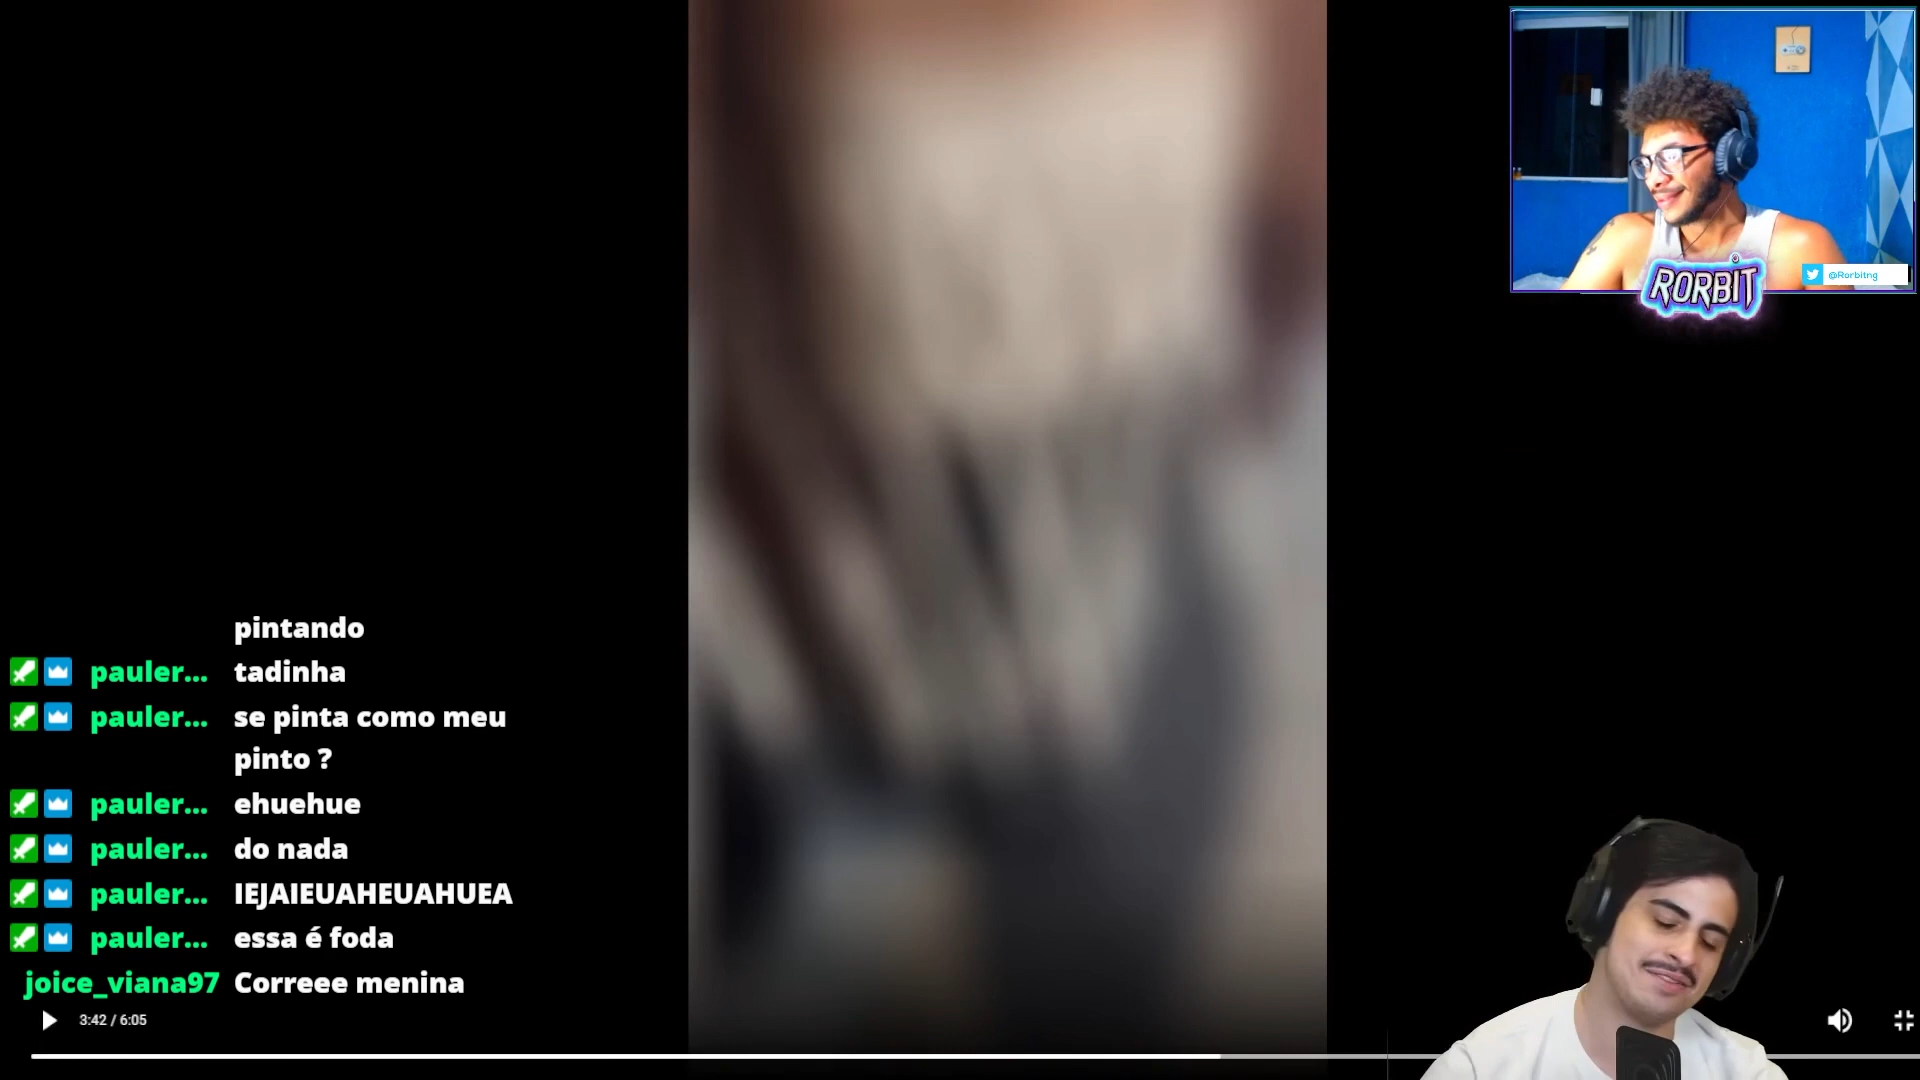 @Rorbitng
RORBIT
pintando
pauler... tadinha
pauler... se pinta como meu
pinto ?
pauler... ehuehue
pauler... do nada
pauler... IEJAIEUAHEUAHUEA
pauler... essa é foda
joice_viana97 Correee menina
3:42 / 6:05